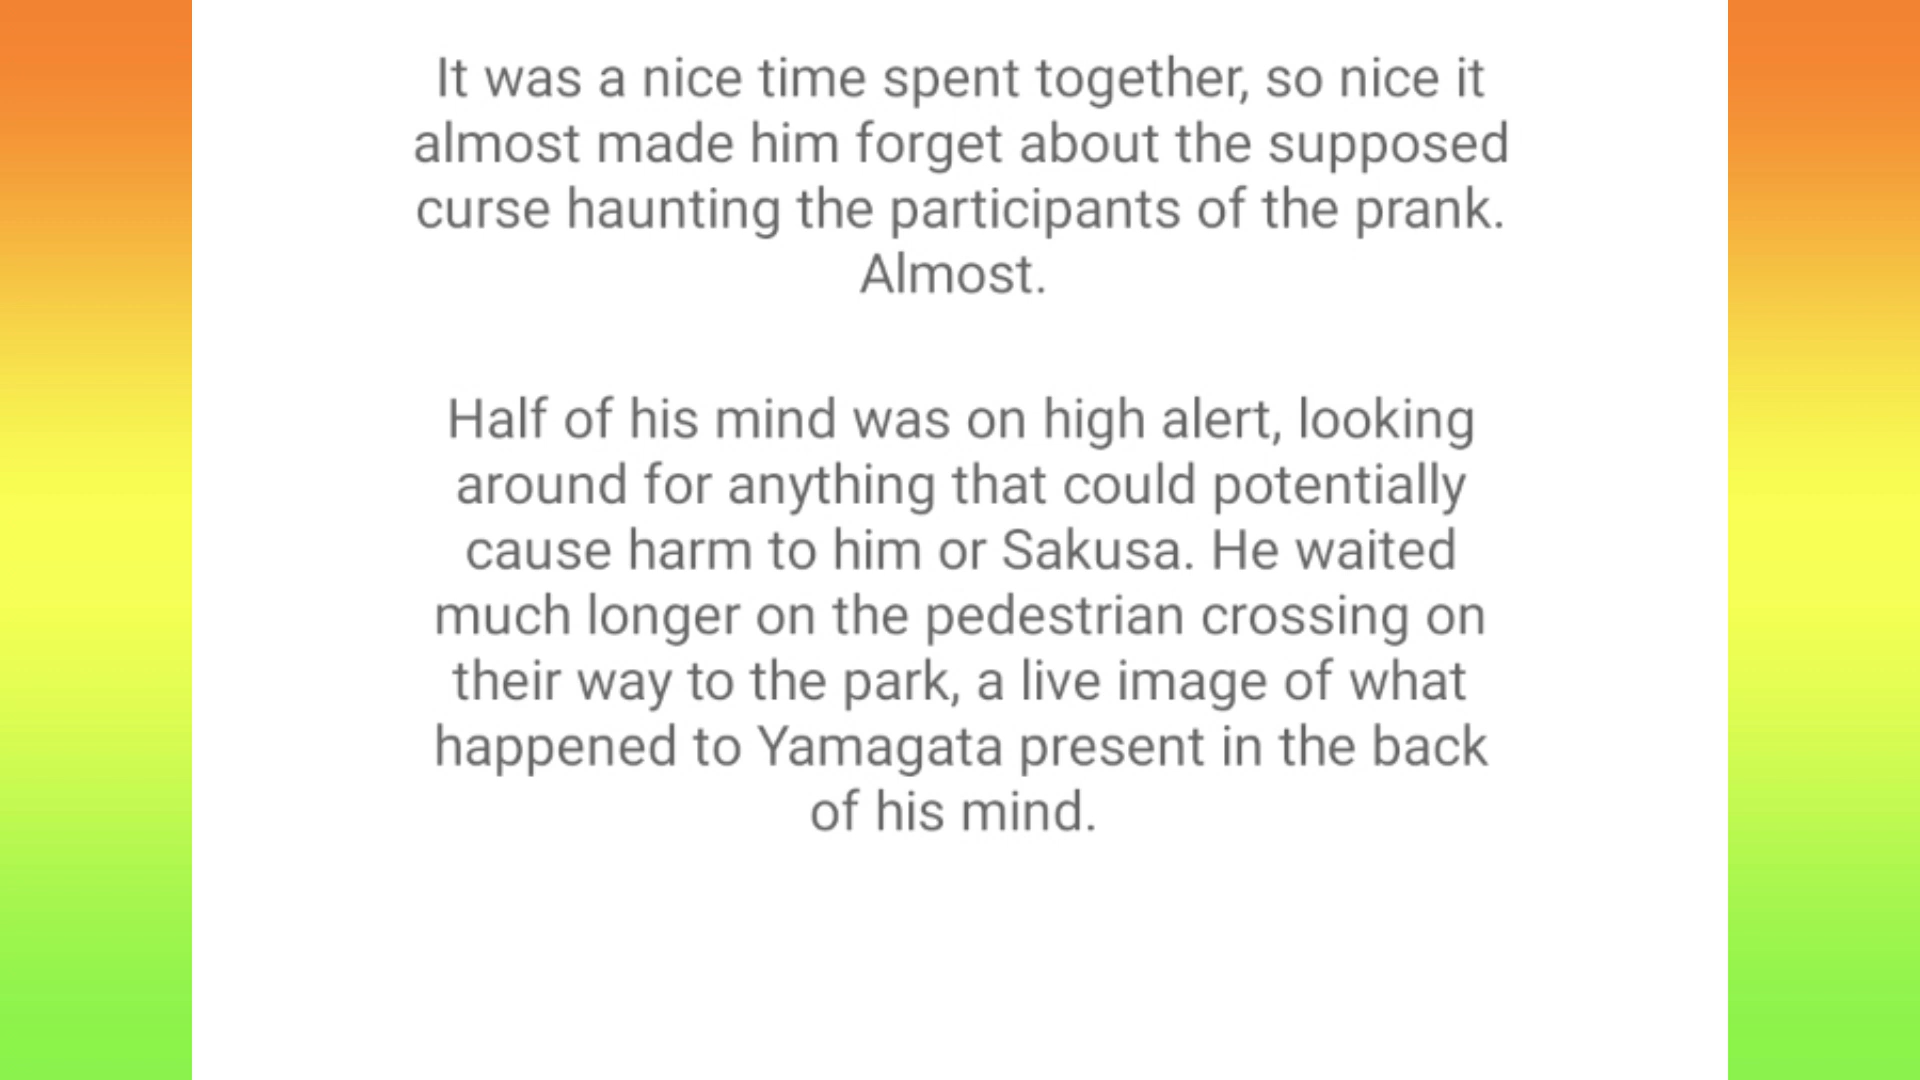 It was a nice time spent together, so nice it
almost made him forget about the supposed
curse haunting the participants of the prank.
Almost.
Half of his mind was on high alert, looking
around for anything that could potentially
cause harm to him or Sakusa. He waited
much longer on the pedestrian crossing on
their way to the park, a live image of what
happened to Yamagata present in the back
of his mind.